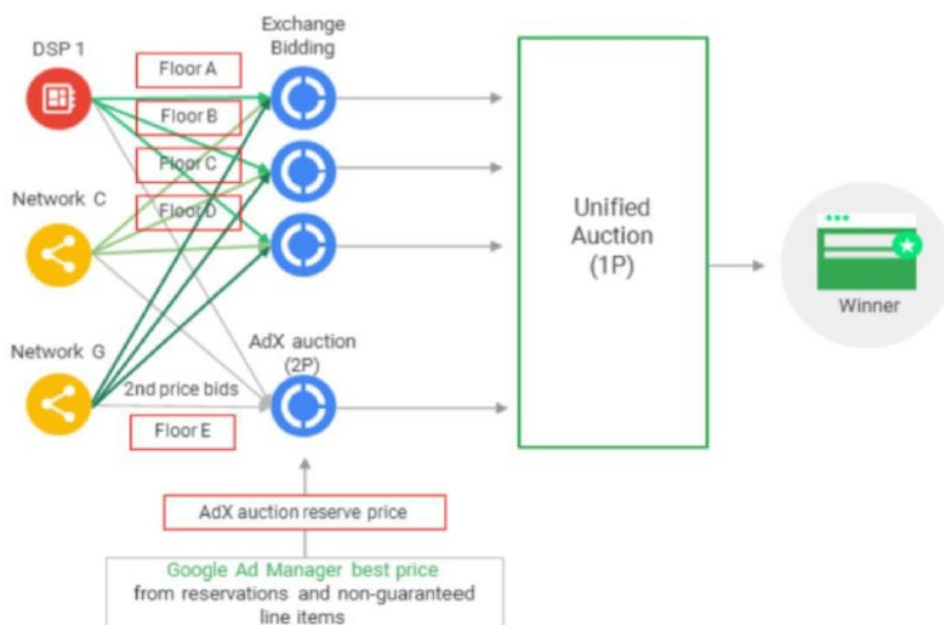 Exchange
Bidding
DSP 1
Floor A
Floor B
Floor C
Network C
Floor D
Unified
Auction
(1P)
Winner
Network G
AdX auction
(2P)
2nd price bids
Floor E
AdX auction reserve price
Google Ad Manager best price
from reservations and non-guaranteed
line items